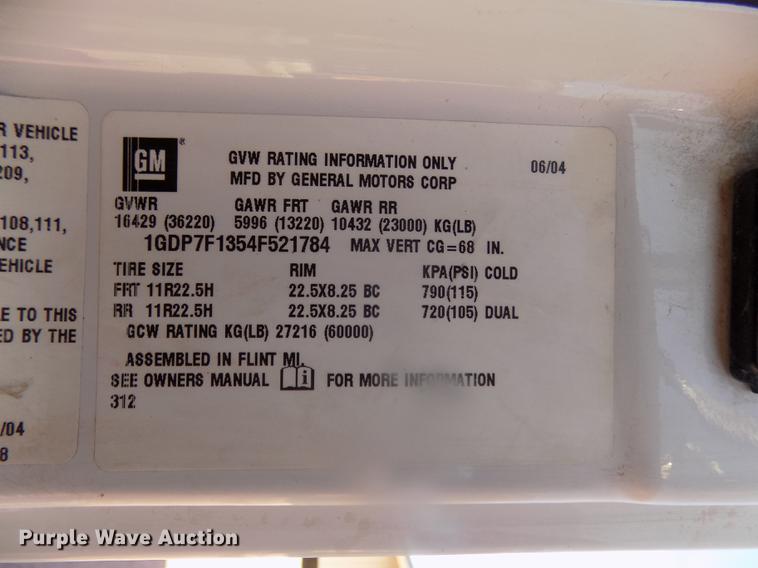 R VEHICLE
113,
209,
108,111,
NCE
EHICLE
E TO THIS
ED BY THE
/04
8
GM ®
GVW RATING INFORMATION ONLY 06/04
MFD BY GENERAL MOTORS CORP
GVWR GAWR FRT GAWR RR
16429 (36220) 5996 (13220) 10432 (23000) KG(LB)
1GDP7F1354F521784 MAX VERT CG=68 IN.
TIRE SIZE RIM KPA(PSI) COLD
FRT 11R22.5H 22.5X8.25 BC 790(115)
RR 11R22.5H 22.5X8.25 BC 720(105) DUAL
GCW RATING KG(LB) 27216 (60000)
ASSEMBLED IN FLINT MI.
SEE OWNERS MANUAL i FOR MORE INFORMATION
312
Purple Wave Auction